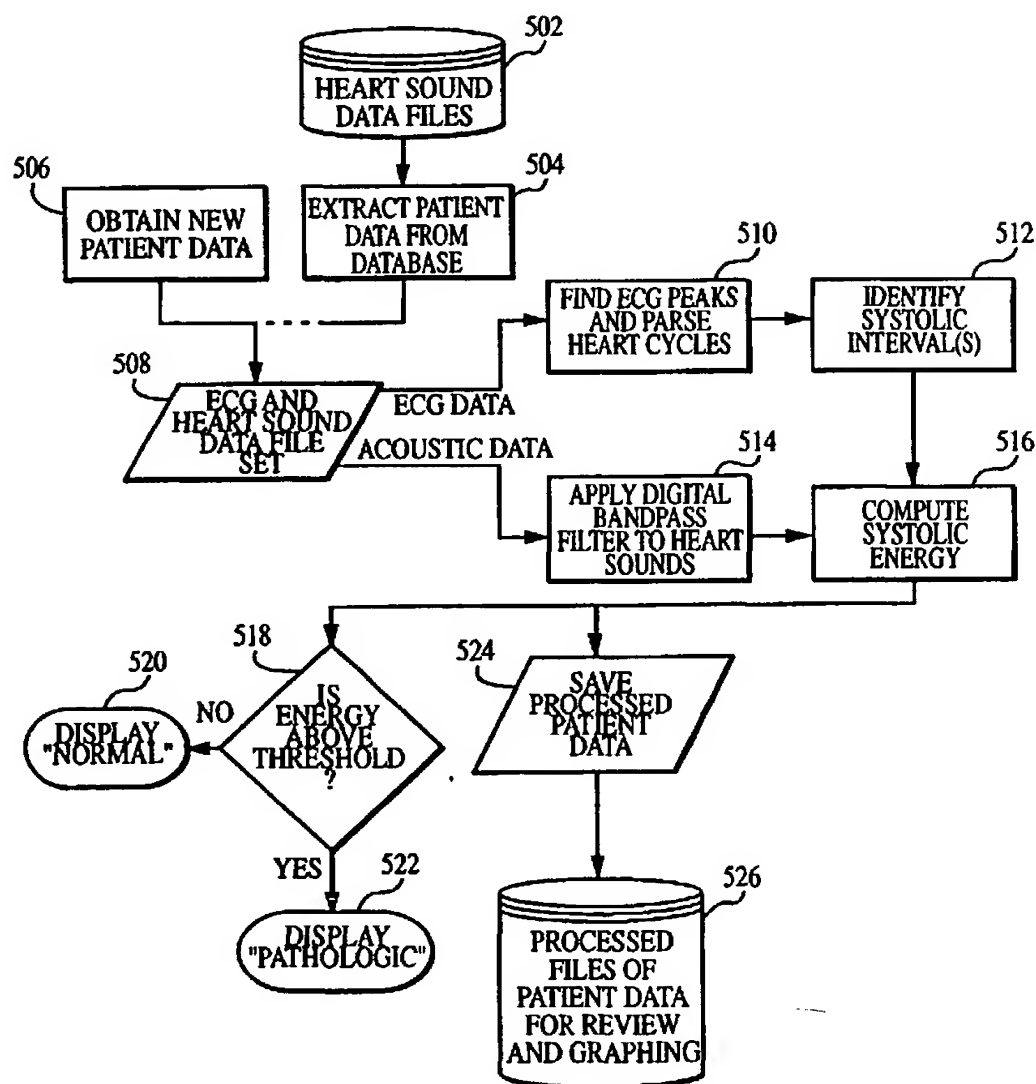 502
HEART SOUND
DATA FILES
506
504
OBTAIN NEW
PATIENT DATA
EXTRACT PATIENT
DATA FROM
DATABASE
510
512
FIND ECG PEAKS
AND PARSE
HEART CYCLES
IDENTIFY
SYSTOLIC
INTERVAL(S)
508
ECG AND
HEART SOUND
DATA FILE
SET
ECG DATA
ACOUSTIC DATA
514
516
APPLY DIGITAL
BANDPASS
FILTER TO HEART
SOUNDS
COMPUTE
SYSTOLIC
ENERGY
518
520
IS
ENERGY
ABOVE
THRESHOLD
?
NO
DISPLAY
"NORMAL"
YES
522
DISPLAY
"PATHOLOGIC"
524
SAVE
PROCESSED
PATIENT
DATA
526
PROCESSED
FILES OF
PATIENT DATA
FOR REVIEW
AND GRAPHING